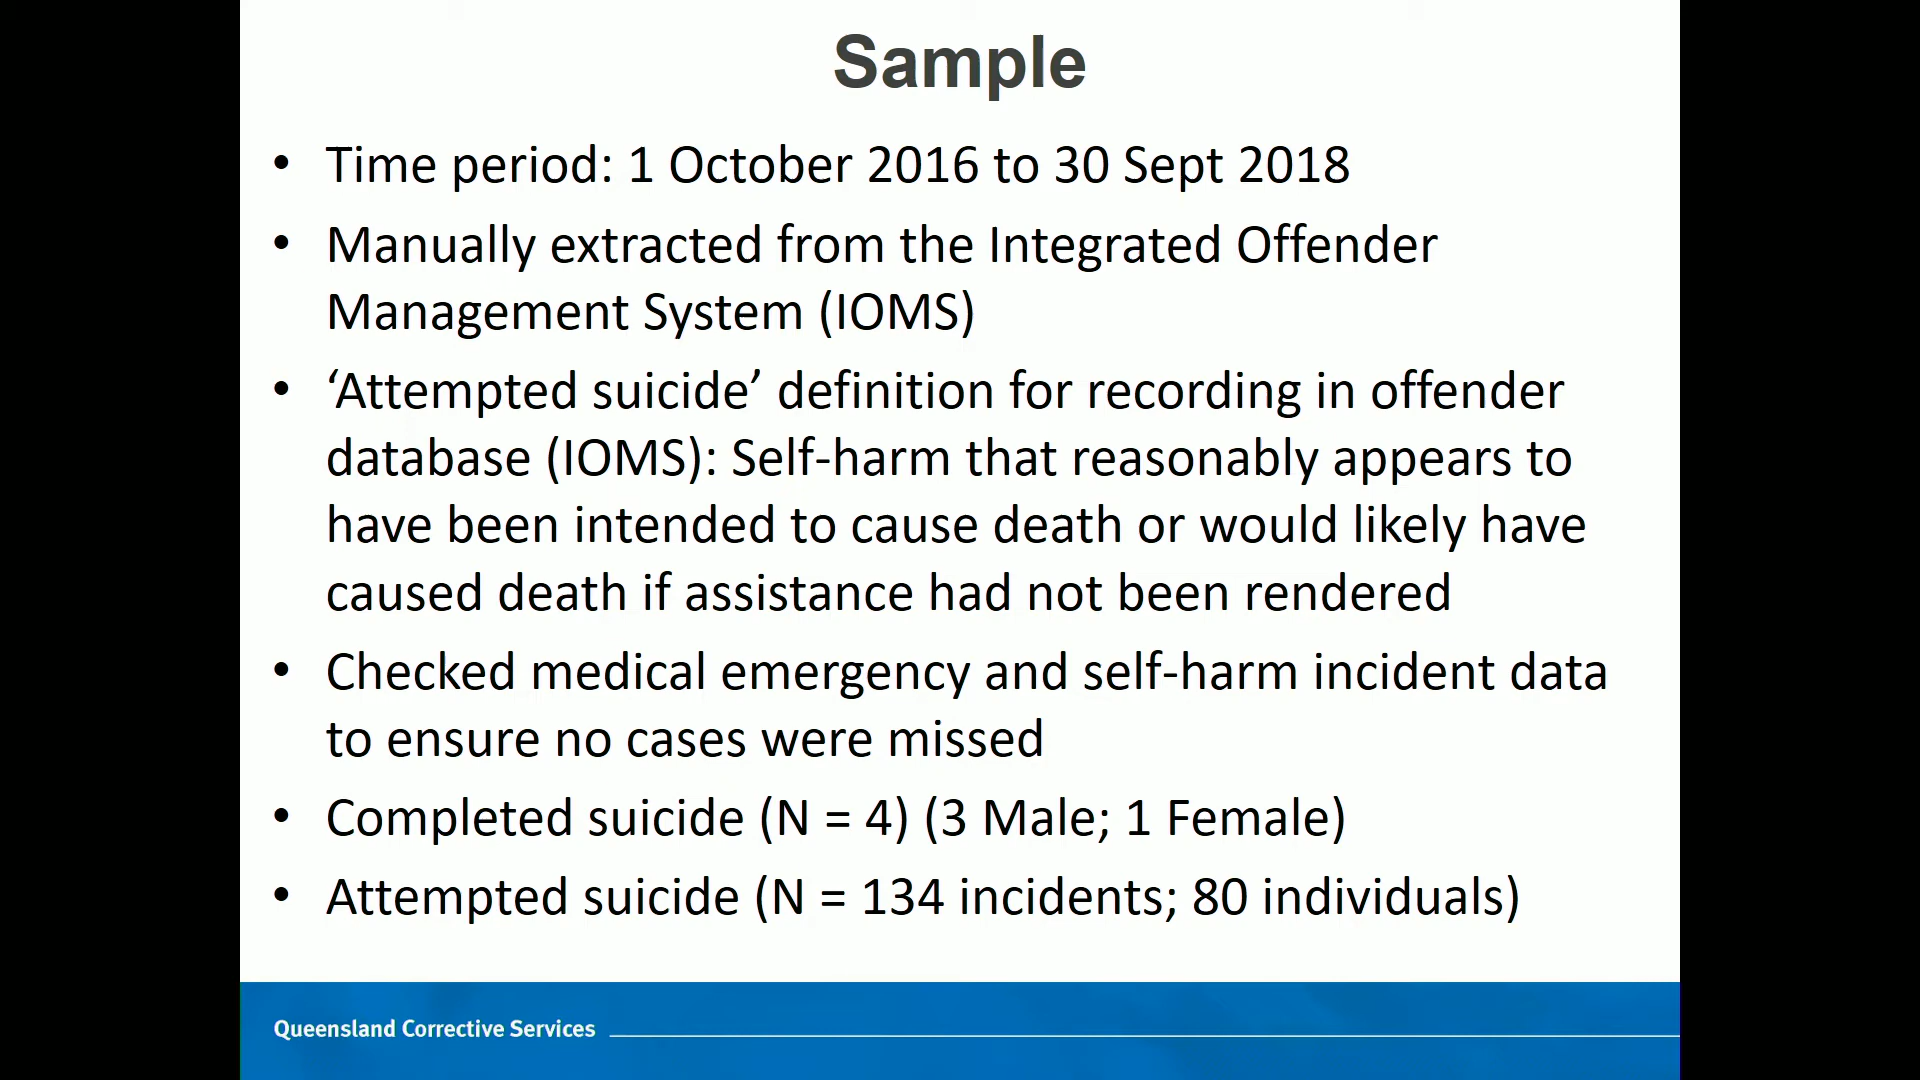 Sample
• Time period: 1 October 2016 to 30 Sept 2018
• Manually extracted from the Integrated Offender
Management System (IOMS)
• ‘Attempted suicide’ definition for recording in offender
database (IOMS): Self-harm that reasonably appears to
have been intended to cause death or would likely have
caused death if assistance had not been rendered
• Checked medical emergency and self-harm incident data
to ensure no cases were missed
• Completed suicide (N = 4) (3 Male; 1 Female)
• Attempted suicide (N = 134 incidents; 80 individuals)
Queensland Corrective Services